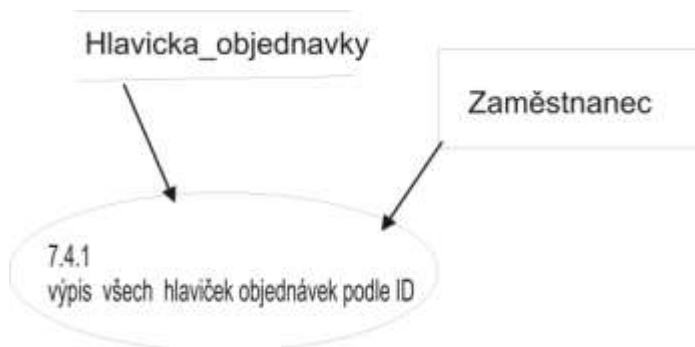 Hlavicka_objednavky
Zaměstnanec
7.4.1
výpis všech hlaviček objednávek podle ID